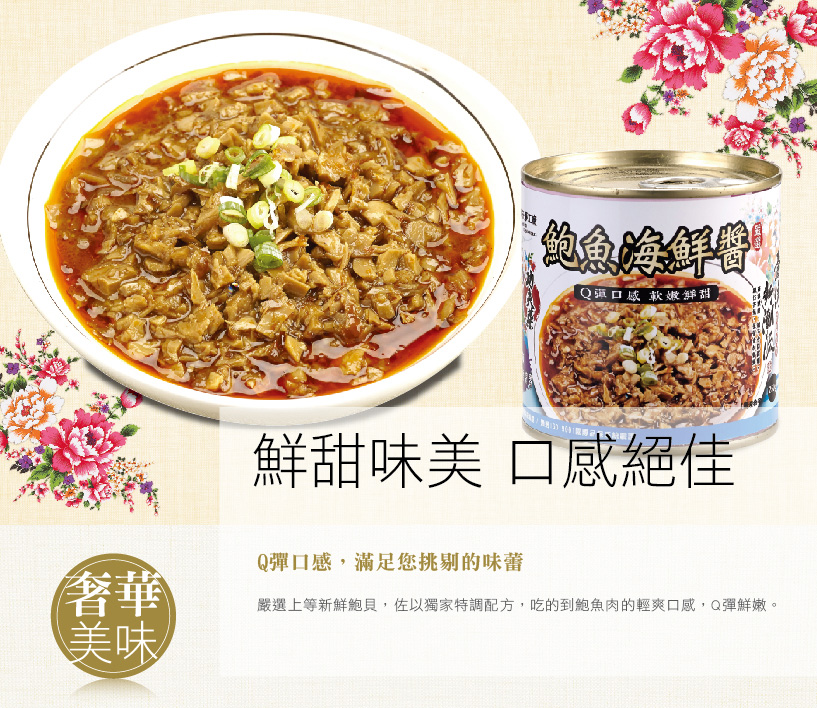 鮑魚海鮮醬
嚴選
Q彈口感 軟嫩鮮甜
鮮甜味美 口感絕佳
Q彈口感，滿足您挑剔的味蕾
奢華
美味
嚴選上等新鮮鮑貝，佐以獨家特調配方，吃的到鮑魚肉的輕爽口感，Q彈鮮嫩。